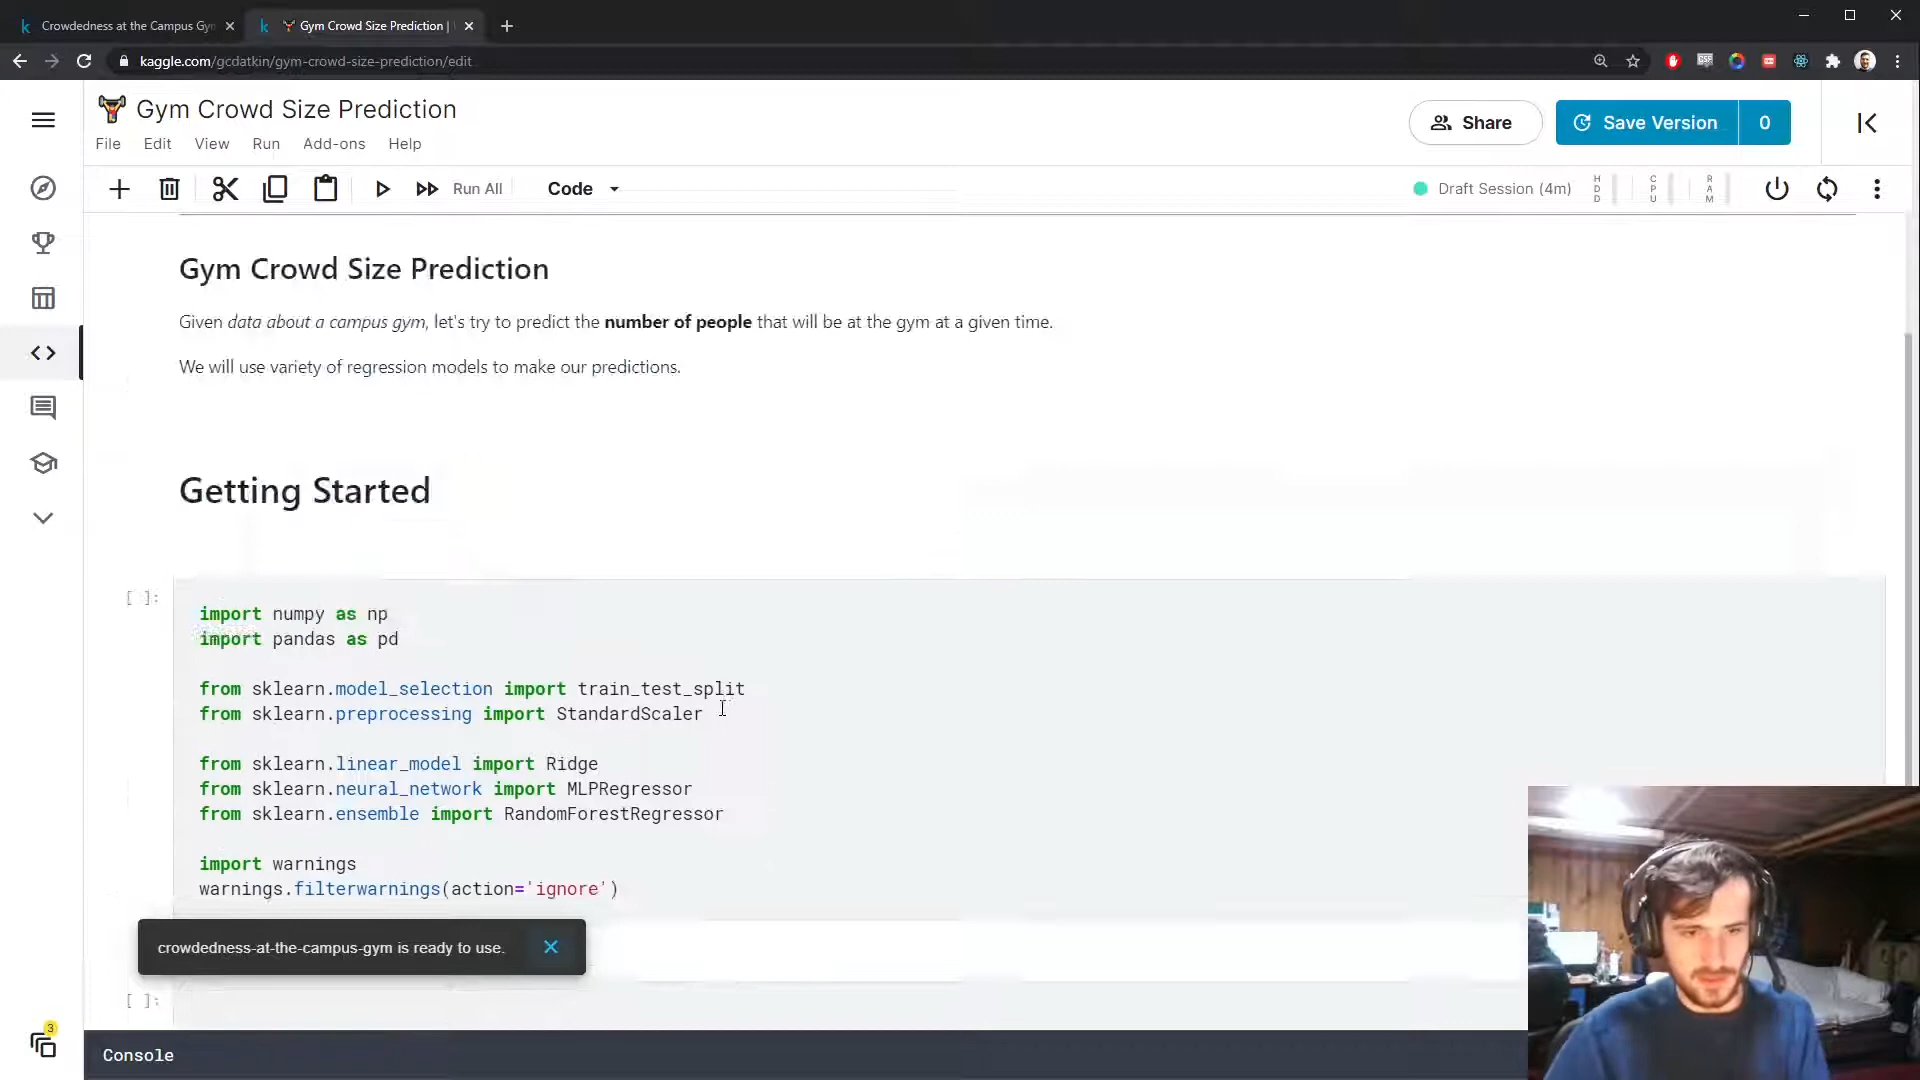 Crowdedness at the Campus Gy
Gym Crowd Size Prediction |
kaggle.com/gcdatkin/gym-crowd-size-prediction/edit
Gym Crowd Size Prediction
File Edit View Run Add-ons Help
Share
Save Version
0
Run All
Code
Draft Session (4m)
HDD
CPU
RAM
Gym Crowd Size Prediction
Given data about a campus gym, let's try to predict the number of people that will be at the gym at a given time.
We will use variety of regression models to make our predictions.
Getting Started
[ ]:
import numpy as np
import pandas as pd
from sklearn.model_selection import train_test_split
from sklearn.preprocessing import StandardScaler
from sklearn.linear_model import Ridge
from sklearn.neural_network import MLPRegressor
from sklearn.ensemble import RandomForestRegressor
import warnings
warnings.filterwarnings(action='ignore')
crowdedness-at-the-campus-gym is ready to use.
[ ]:
3
Console